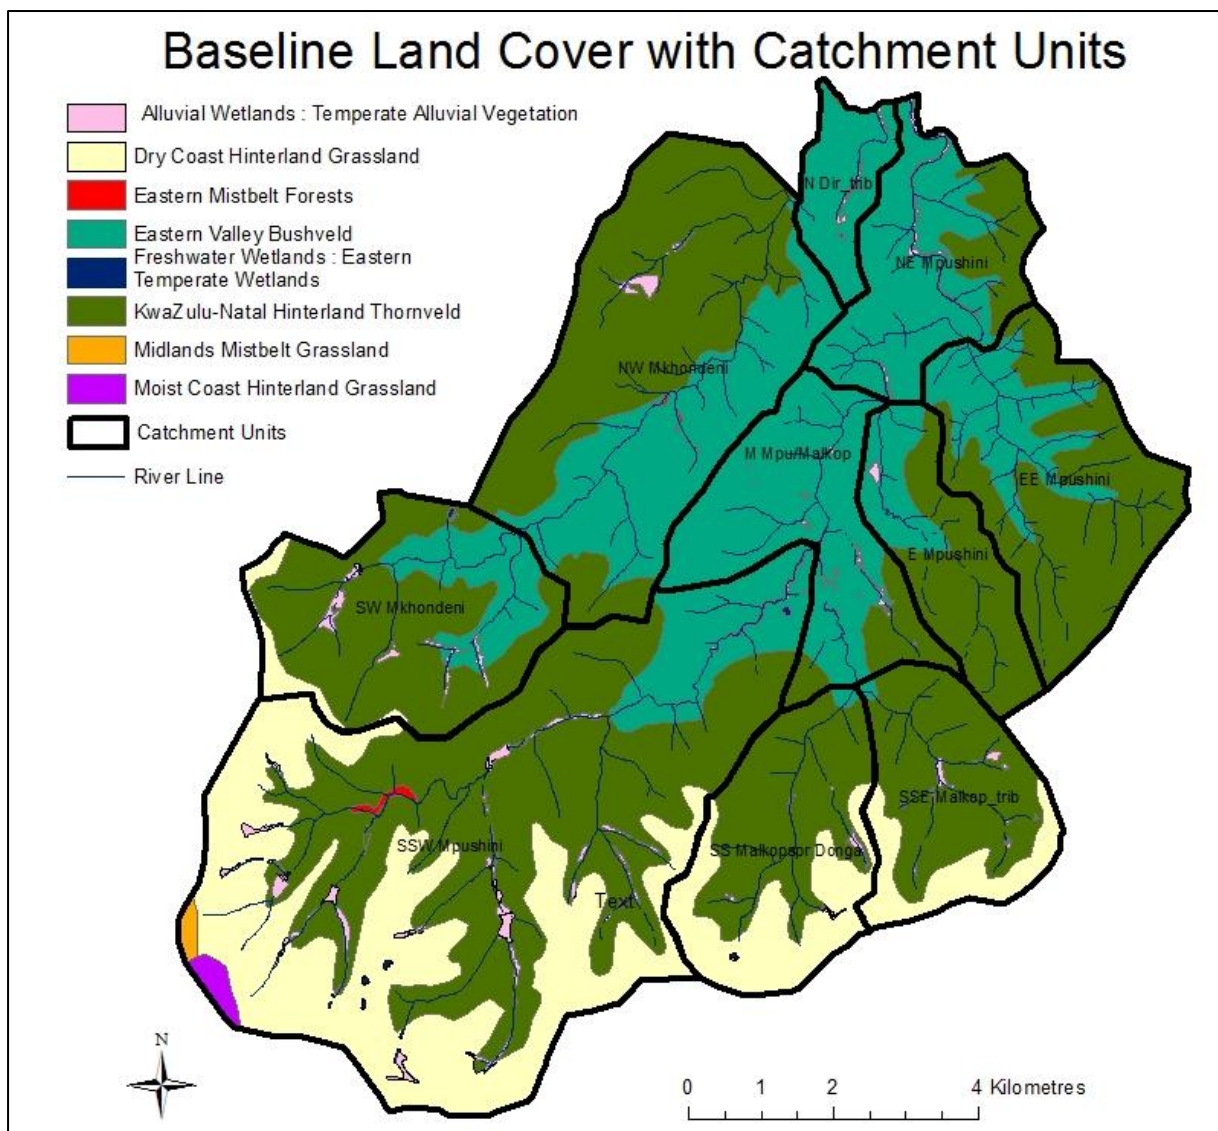 Baseline Land Cover with Catchment Units
Alluvial Wetlands : Temperate Alluvial Vegetation
Dry Coast Hinterland Grassland
Eastern Mistbelt Forests
Eastern Valley Bushveld
Freshwater Wetlands : Eastern
Temperate Wetlands
KwaZulu-Natal Hinterland Thornveld
Midlands Mistbelt Grassland
Moist Coast Hinterland Grassland
Catchment Units
River Line
N Dir_trib
NE Mpushini
NW Mkhondeni
M Mpu/Malkop
EE Mpushini
E Mpushini
SW Mkhondeni
SSE Malkop_trib
SSW Mpushini
SS Malkopspr Donga
Text
N
0 1 2 4 Kilometres